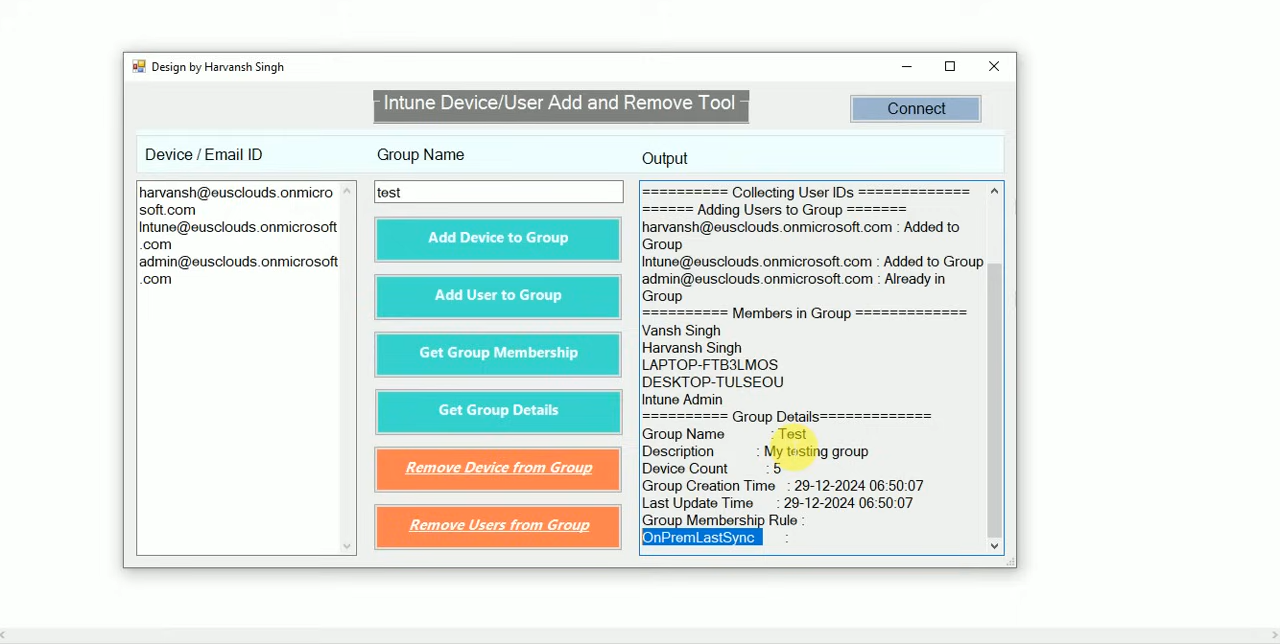 Design by Harvansh Singh
Intune Device/User Add and Remove Tool
Connect
Device / Email ID
Group Name
Output
harvansh@eusclouds.onmicro
soft.com
Intune@eusclouds.onmicrosoft
.com
admin@eusclouds.onmicrosoft
.com
test
Add Device to Group
Add User to Group
Get Group Membership
Get Group Details
Remove Device from Group
Remove Users from Group
========== Collecting User IDs =============
====== Adding Users to Group =======
harvansh@eusclouds.onmicrosoft.com : Added to
Group
Intune@eusclouds.onmicrosoft.com : Added to Group
admin@eusclouds.onmicrosoft.com : Already in
Group
========== Members in Group =============
Vansh Singh
Harvansh Singh
LAPTOP-FTB3LMOS
DESKTOP-TULSEOU
Intune Admin
========== Group Details=============
Group Name : Test
Description : My testing group
Device Count : 5
Group Creation Time : 29-12-2024 06:50:07
Last Update Time : 29-12-2024 06:50:07
Group Membership Rule :
OnPremLastSync :